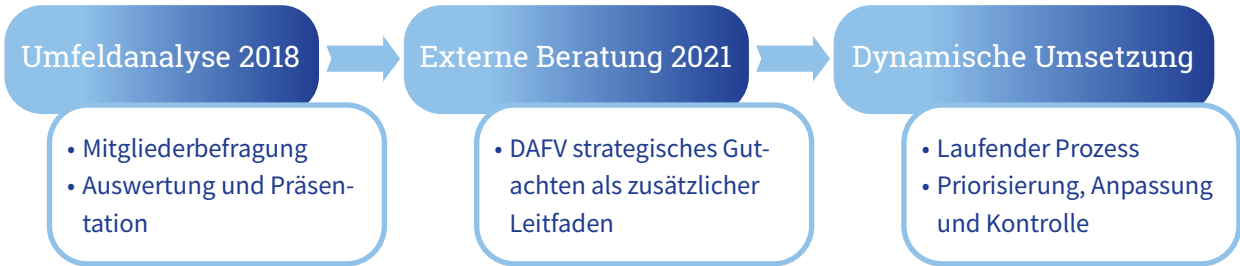 Umfeldanalyse 2018
• Mitgliederbefragung
• Auswertung und Präsen-
tation
Externe Beratung 2021
• DAFV strategisches Gut-
achten als zusätzlicher
Leitfaden
Dynamische Umsetzung
• Laufender Prozess
• Priorisierung, Anpassung
und Kontrolle